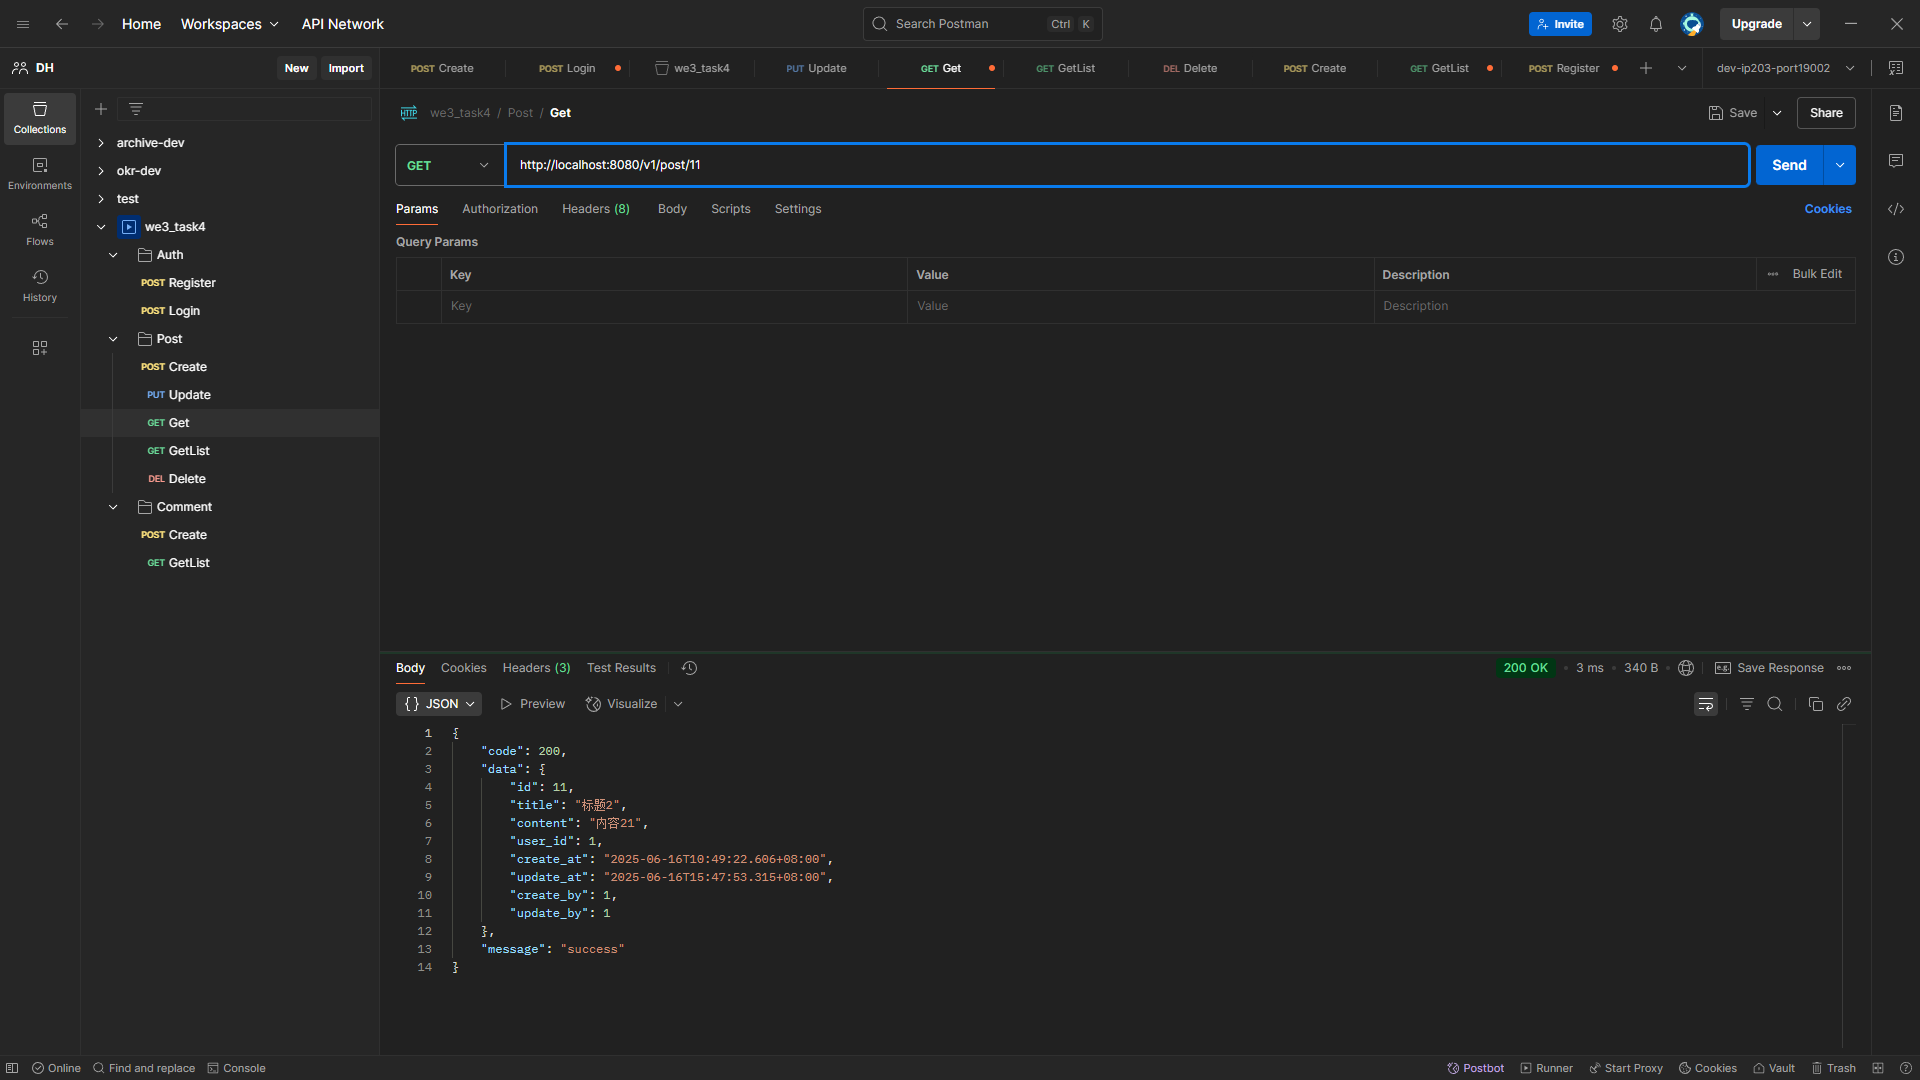 Home
Workspaces
API Network
Search Postman
Ctrl K
Invite
Upgrade
DH
New
Import
POST Create
POST Login
we3_task4
PUT Update
GET Get
GET GetList
DEL Delete
POST Create
GET GetList
POST Register
dev-ip203-port19002
Collections
Environments
Flows
History
archive-dev
okr-dev
test
we3_task4
Auth
POST Register
POST Login
Post
POST Create
PUT Update
GET Get
GET GetList
DEL Delete
Comment
POST Create
GET GetList
HTTP we3_task4 / Post / Get
Save
Share
GET
http://localhost:8080/v1/post/11
Send
Params
Authorization
Headers (8)
Body
Scripts
Settings
Cookies
Query Params
Key Value Description
Bulk Edit
Key Value Description
Body
Cookies
Headers (3)
Test Results
200 OK • 3 ms • 340 B
e.g. Save Response
{} JSON
Preview
Visualize
1 {
2 "code": 200,
3 "data": {
4 "id": 11,
5 "title": "标题2",
6 "content": "内容21",
7 "user_id": 1,
8 "create_at": "2025-06-16T10:49:22.606+08:00",
9 "update_at": "2025-06-16T15:47:53.315+08:00",
10 "create_by": 1,
11 "update_by": 1
12 },
13 "message": "success"
14 }
Online
Find and replace
Console
Postbot
Runner
Start Proxy
Cookies
Vault
Trash